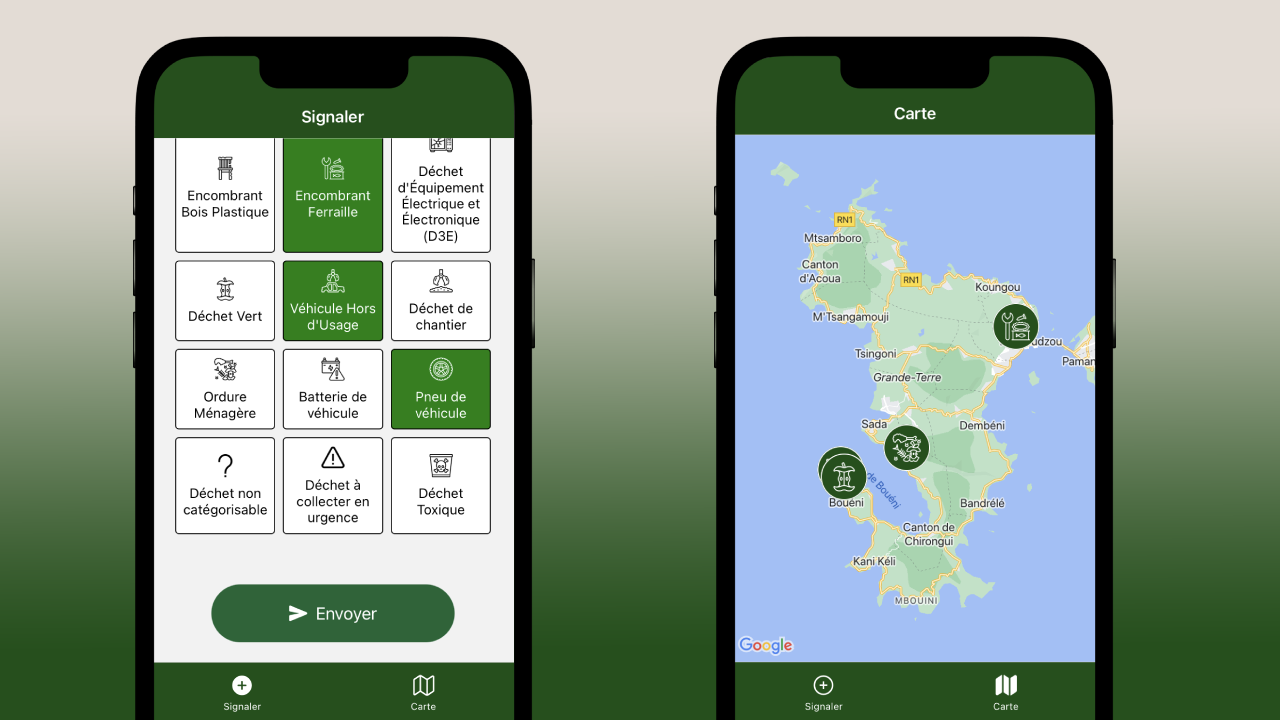 Signaler
Encombrant
Bois Plastique
Encombrant
Ferraille
Déchet
d'Équipement
Électrique et
Électronique
(D3E)
Déchet Vert
Véhicule Hors
d'Usage
Déchet de
chantier
Ordure
Ménagère
Batterie de
véhicule
Pneu de
véhicule
?
Déchet non
catégorisable
Déchet à
collecter en
urgence
Déchet
Toxique
Envoyer
Signaler
Carte
Carte
RN1
Mtsamboro
Canton
d'Acoua
RN1
Koungou
M'Tsangamouji
udzou
Paman
Tsingoni
Grande-Terre
Sada
Dembéni
de Bouéni
Bouéni
Bandrélé
Canton de
Chirongui
Kani Kéli
MBOUINI
Google
Signaler
Carte